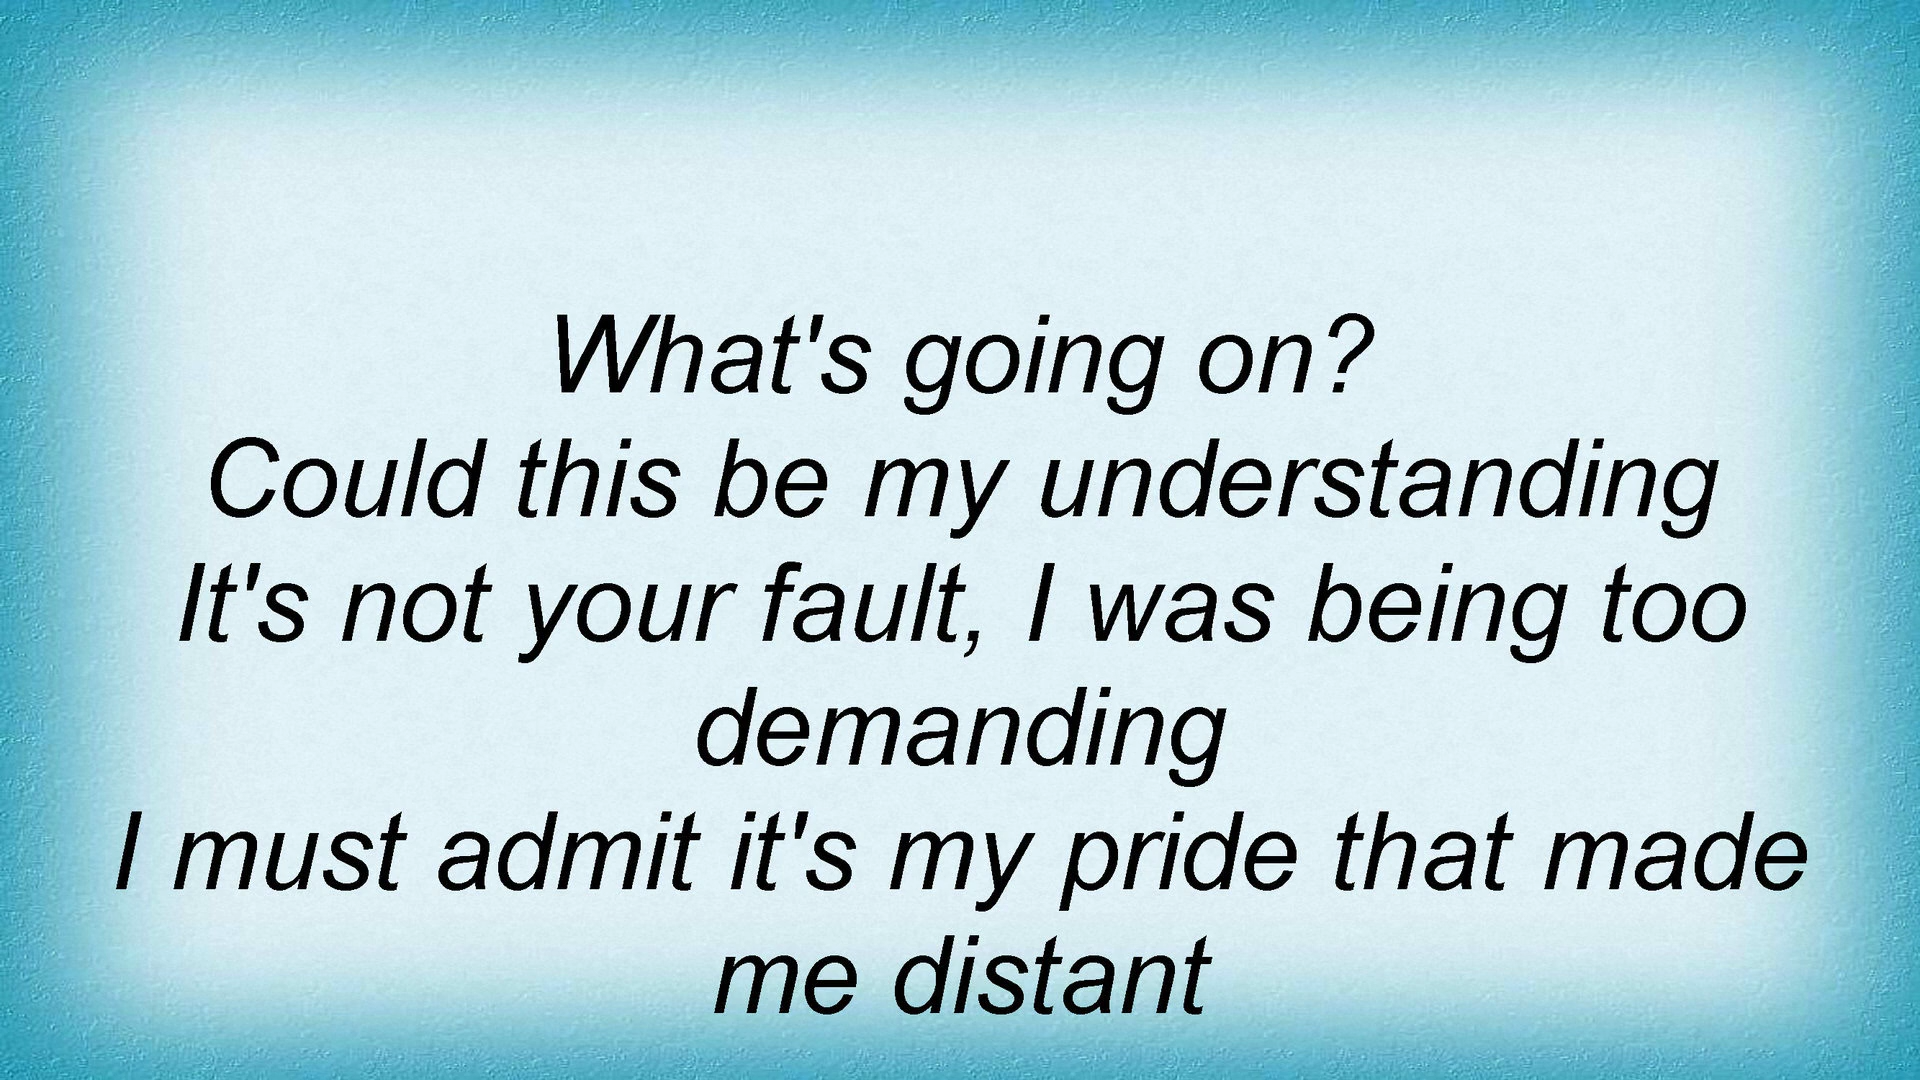 What's going on?
Could this be my understanding
It's not your fault, I was being too
demanding
I must admit it's my pride that made
me distant